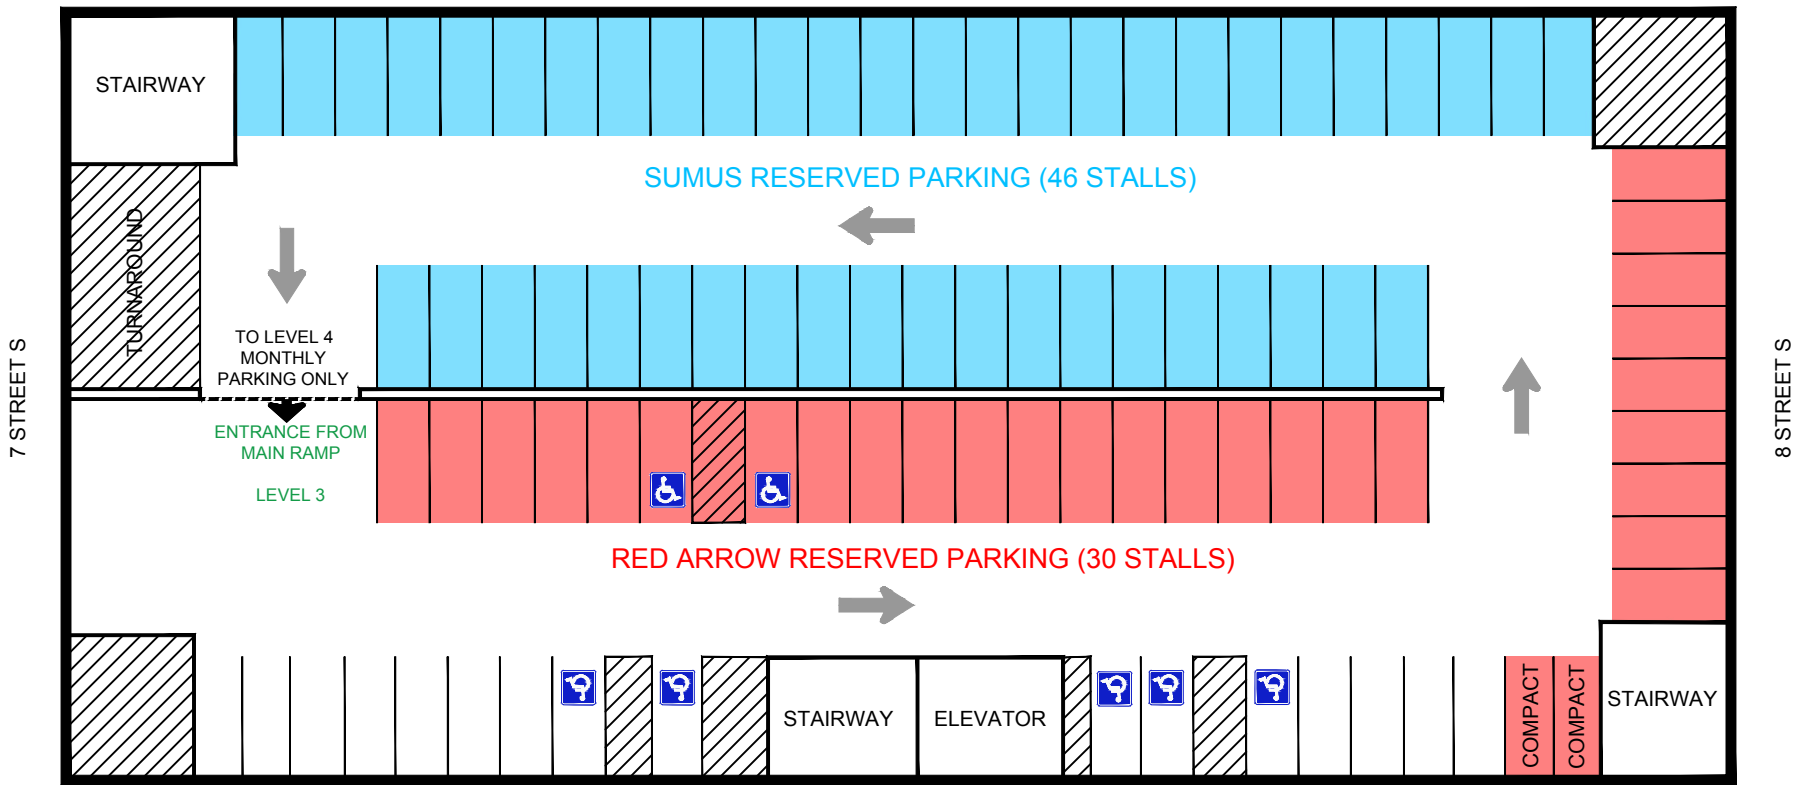 STAIRWAY
SUMUS RESERVED PARKING (46 STALLS)
TURNAROUND
TO LEVEL 4
MONTHLY
PARKING ONLY
7 STREET S
8 STREET S
ENTRANCE FROM
MAIN RAMP
LEVEL 3
RED ARROW RESERVED PARKING (30 STALLS)
STAIRWAY
ELEVATOR
COMPACT
COMPACT
STAIRWAY